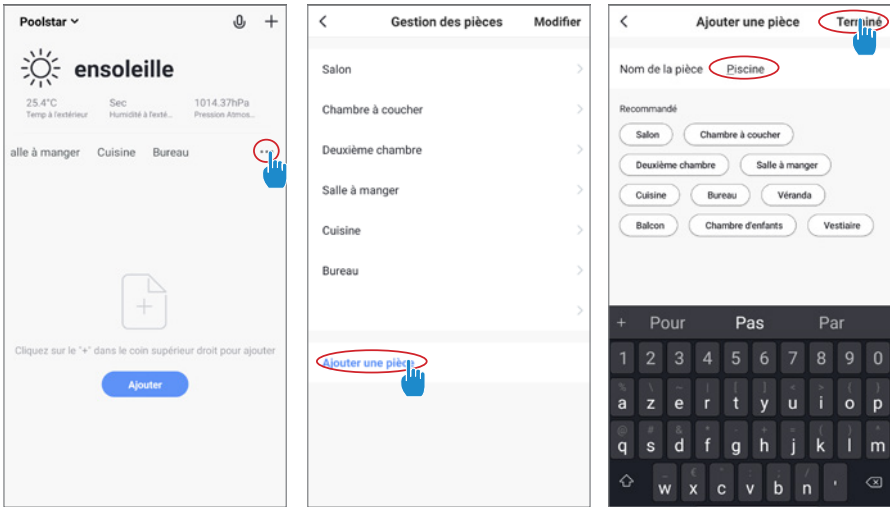 Poolstar
ensoleille
25.4°C Sec 1014.37hPa
Temp à l'extérieur Humidité à l'exté... Pression Atmos...
alle à manger Cuisine Bureau ...
Cliquez sur le "+" dans le coin supérieur droit pour ajouter
Ajouter
Gestion des pièces Modifier
Salon
Chambre à coucher
Deuxième chambre
Salle à manger
Cuisine
Bureau
Ajouter une pièce
Ajouter une pièce Terminé
Nom de la pièce Piscine
Recommandé
Salon Chambre à coucher
Deuxième chambre Salle à manger
Cuisine Bureau Véranda
Balcon Chambre d'enfants Vestiaire
+ Pour Pas Par
1 2 3 4 5 6 7 8 9 0
a z e r t y u i o p
q s d f g h j k l m
w x c v b n '